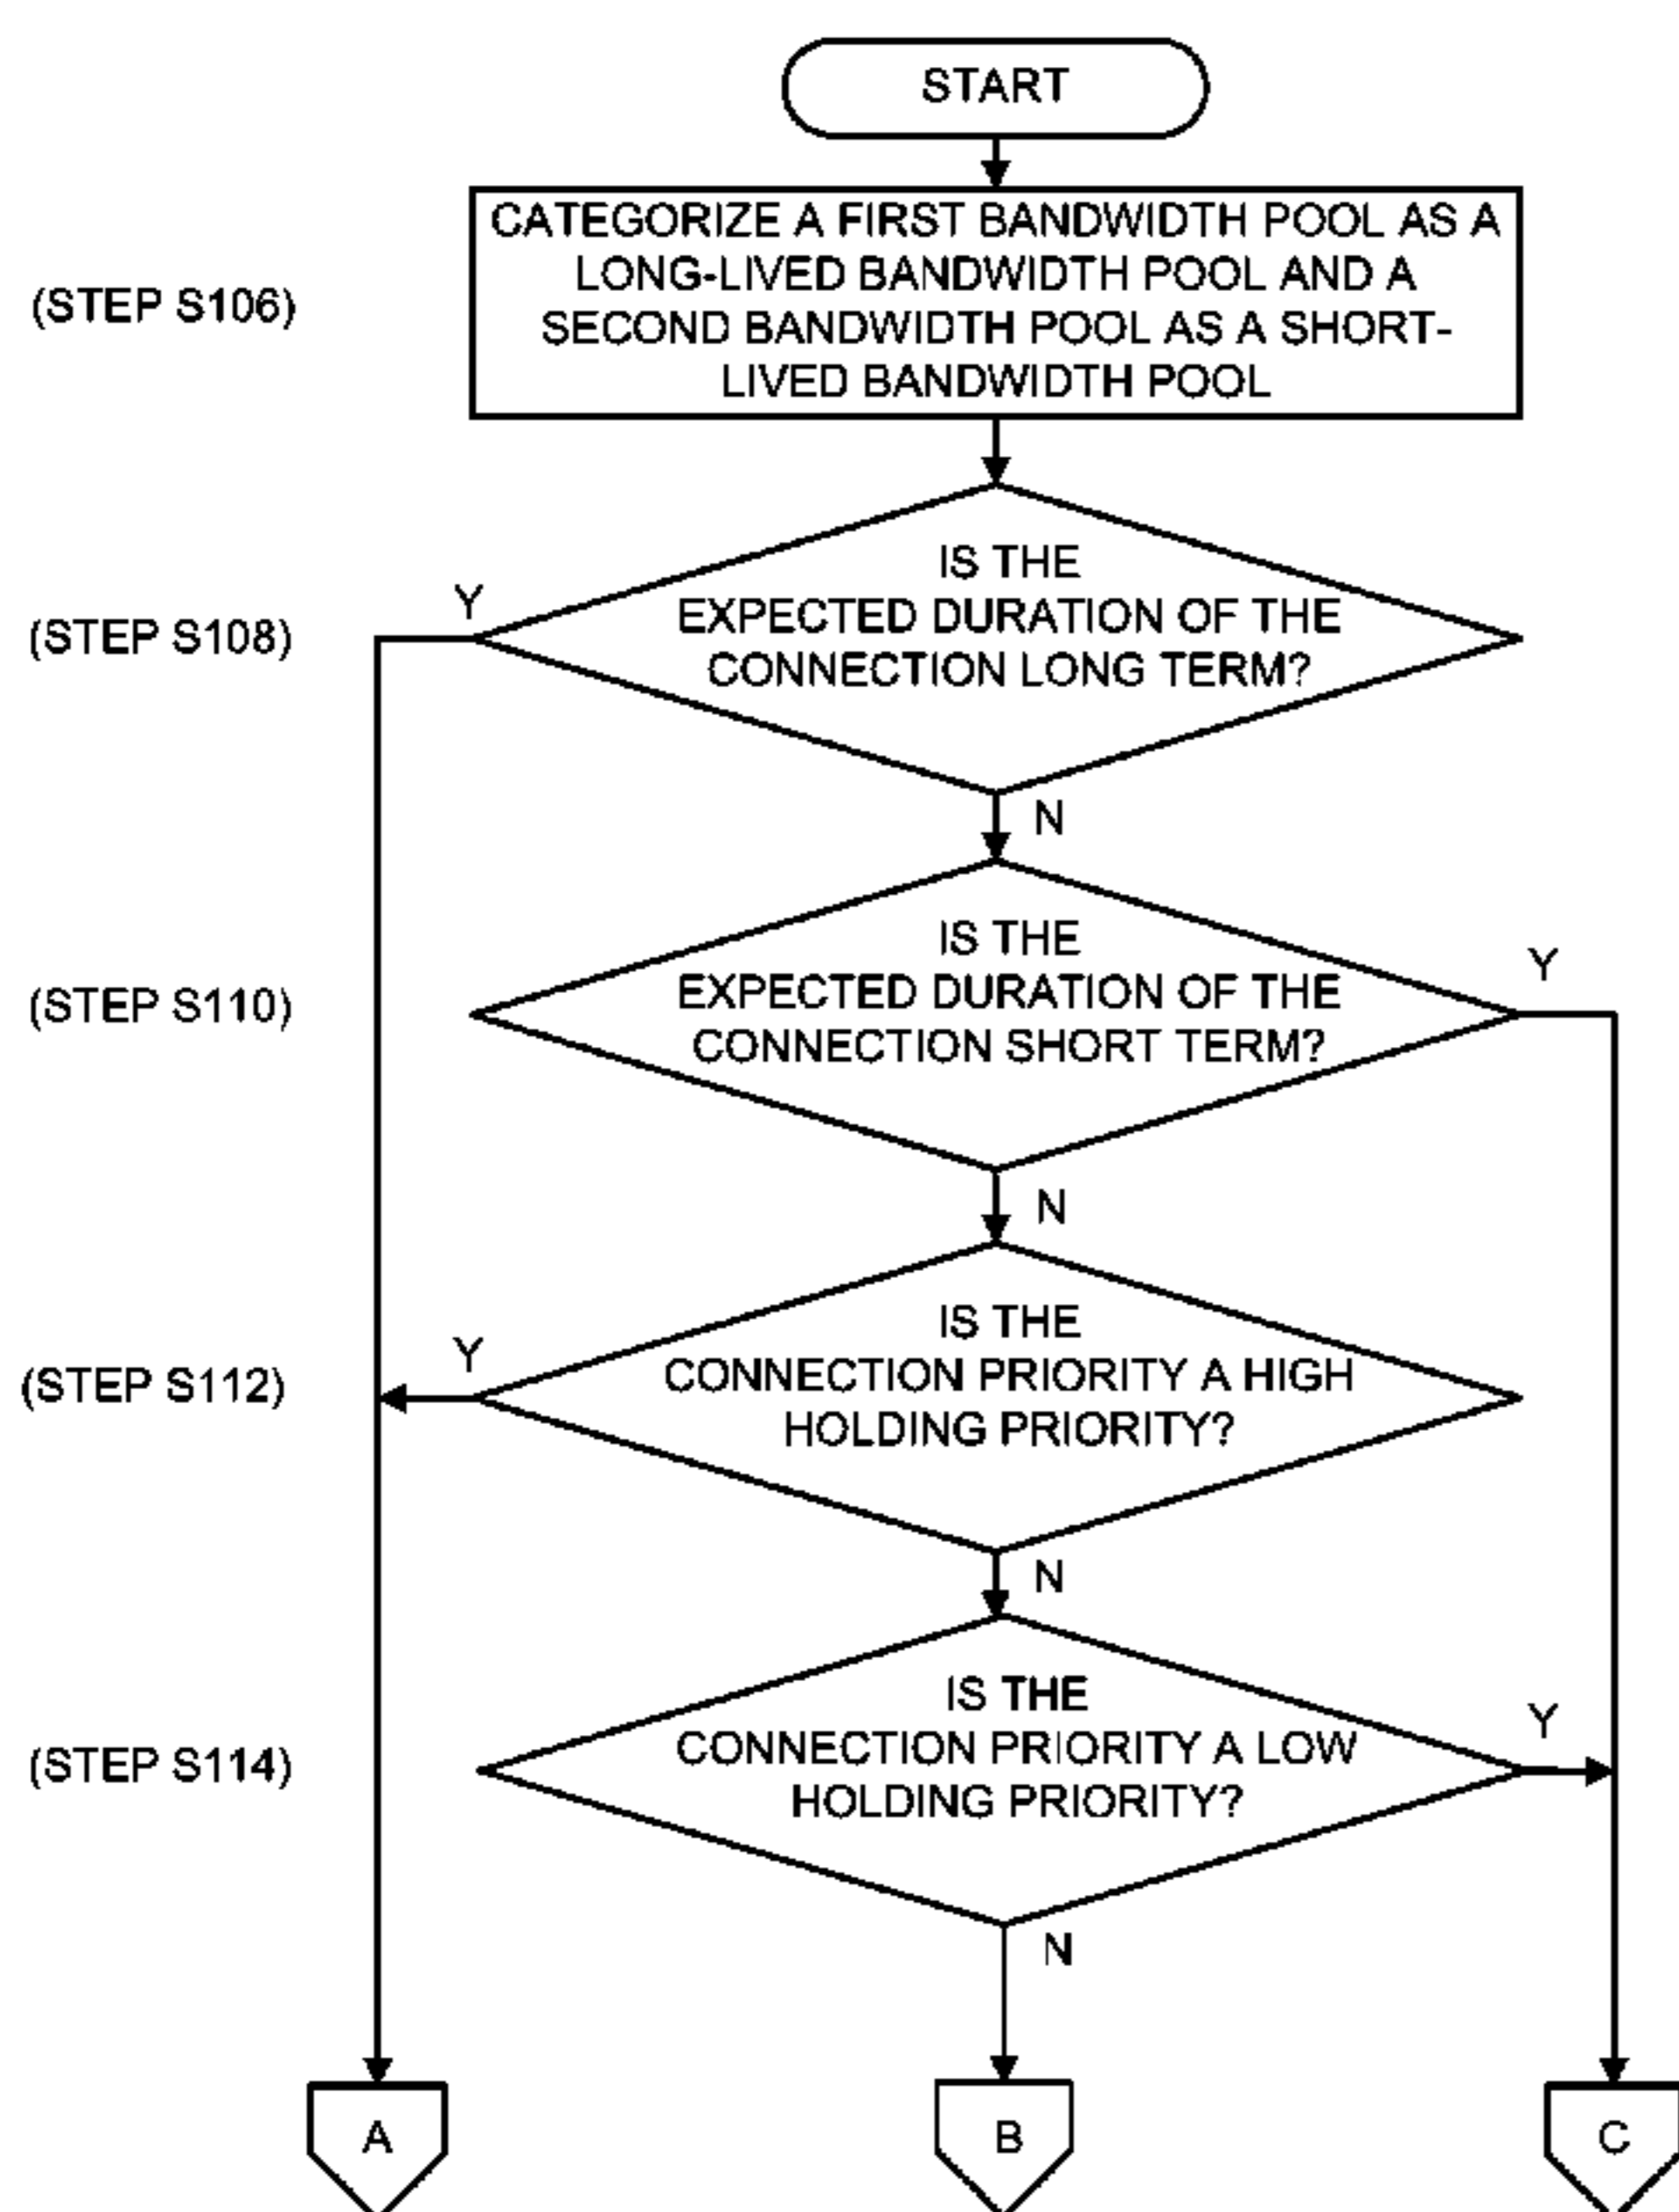 START
(STEP S106)
CATEGORIZE A FIRST BANDWIDTH POOL AS A
LONG-LIVED BANDWIDTH POOL AND A
SECOND BANDWIDTH POOL AS A SHORT-
LIVED BANDWIDTH POOL
(STEP S108)
Y
IS THE
EXPECTED DURATION OF THE
CONNECTION LONG TERM?
N
(STEP S110)
IS THE
EXPECTED DURATION OF THE
CONNECTION SHORT TERM?
Y
N
(STEP S112)
Y
IS THE
CONNECTION PRIORITY A HIGH
HOLDING PRIORITY?
N
(STEP S114)
IS THE
CONNECTION PRIORITY A LOW
HOLDING PRIORITY?
Y
N
A
B
C